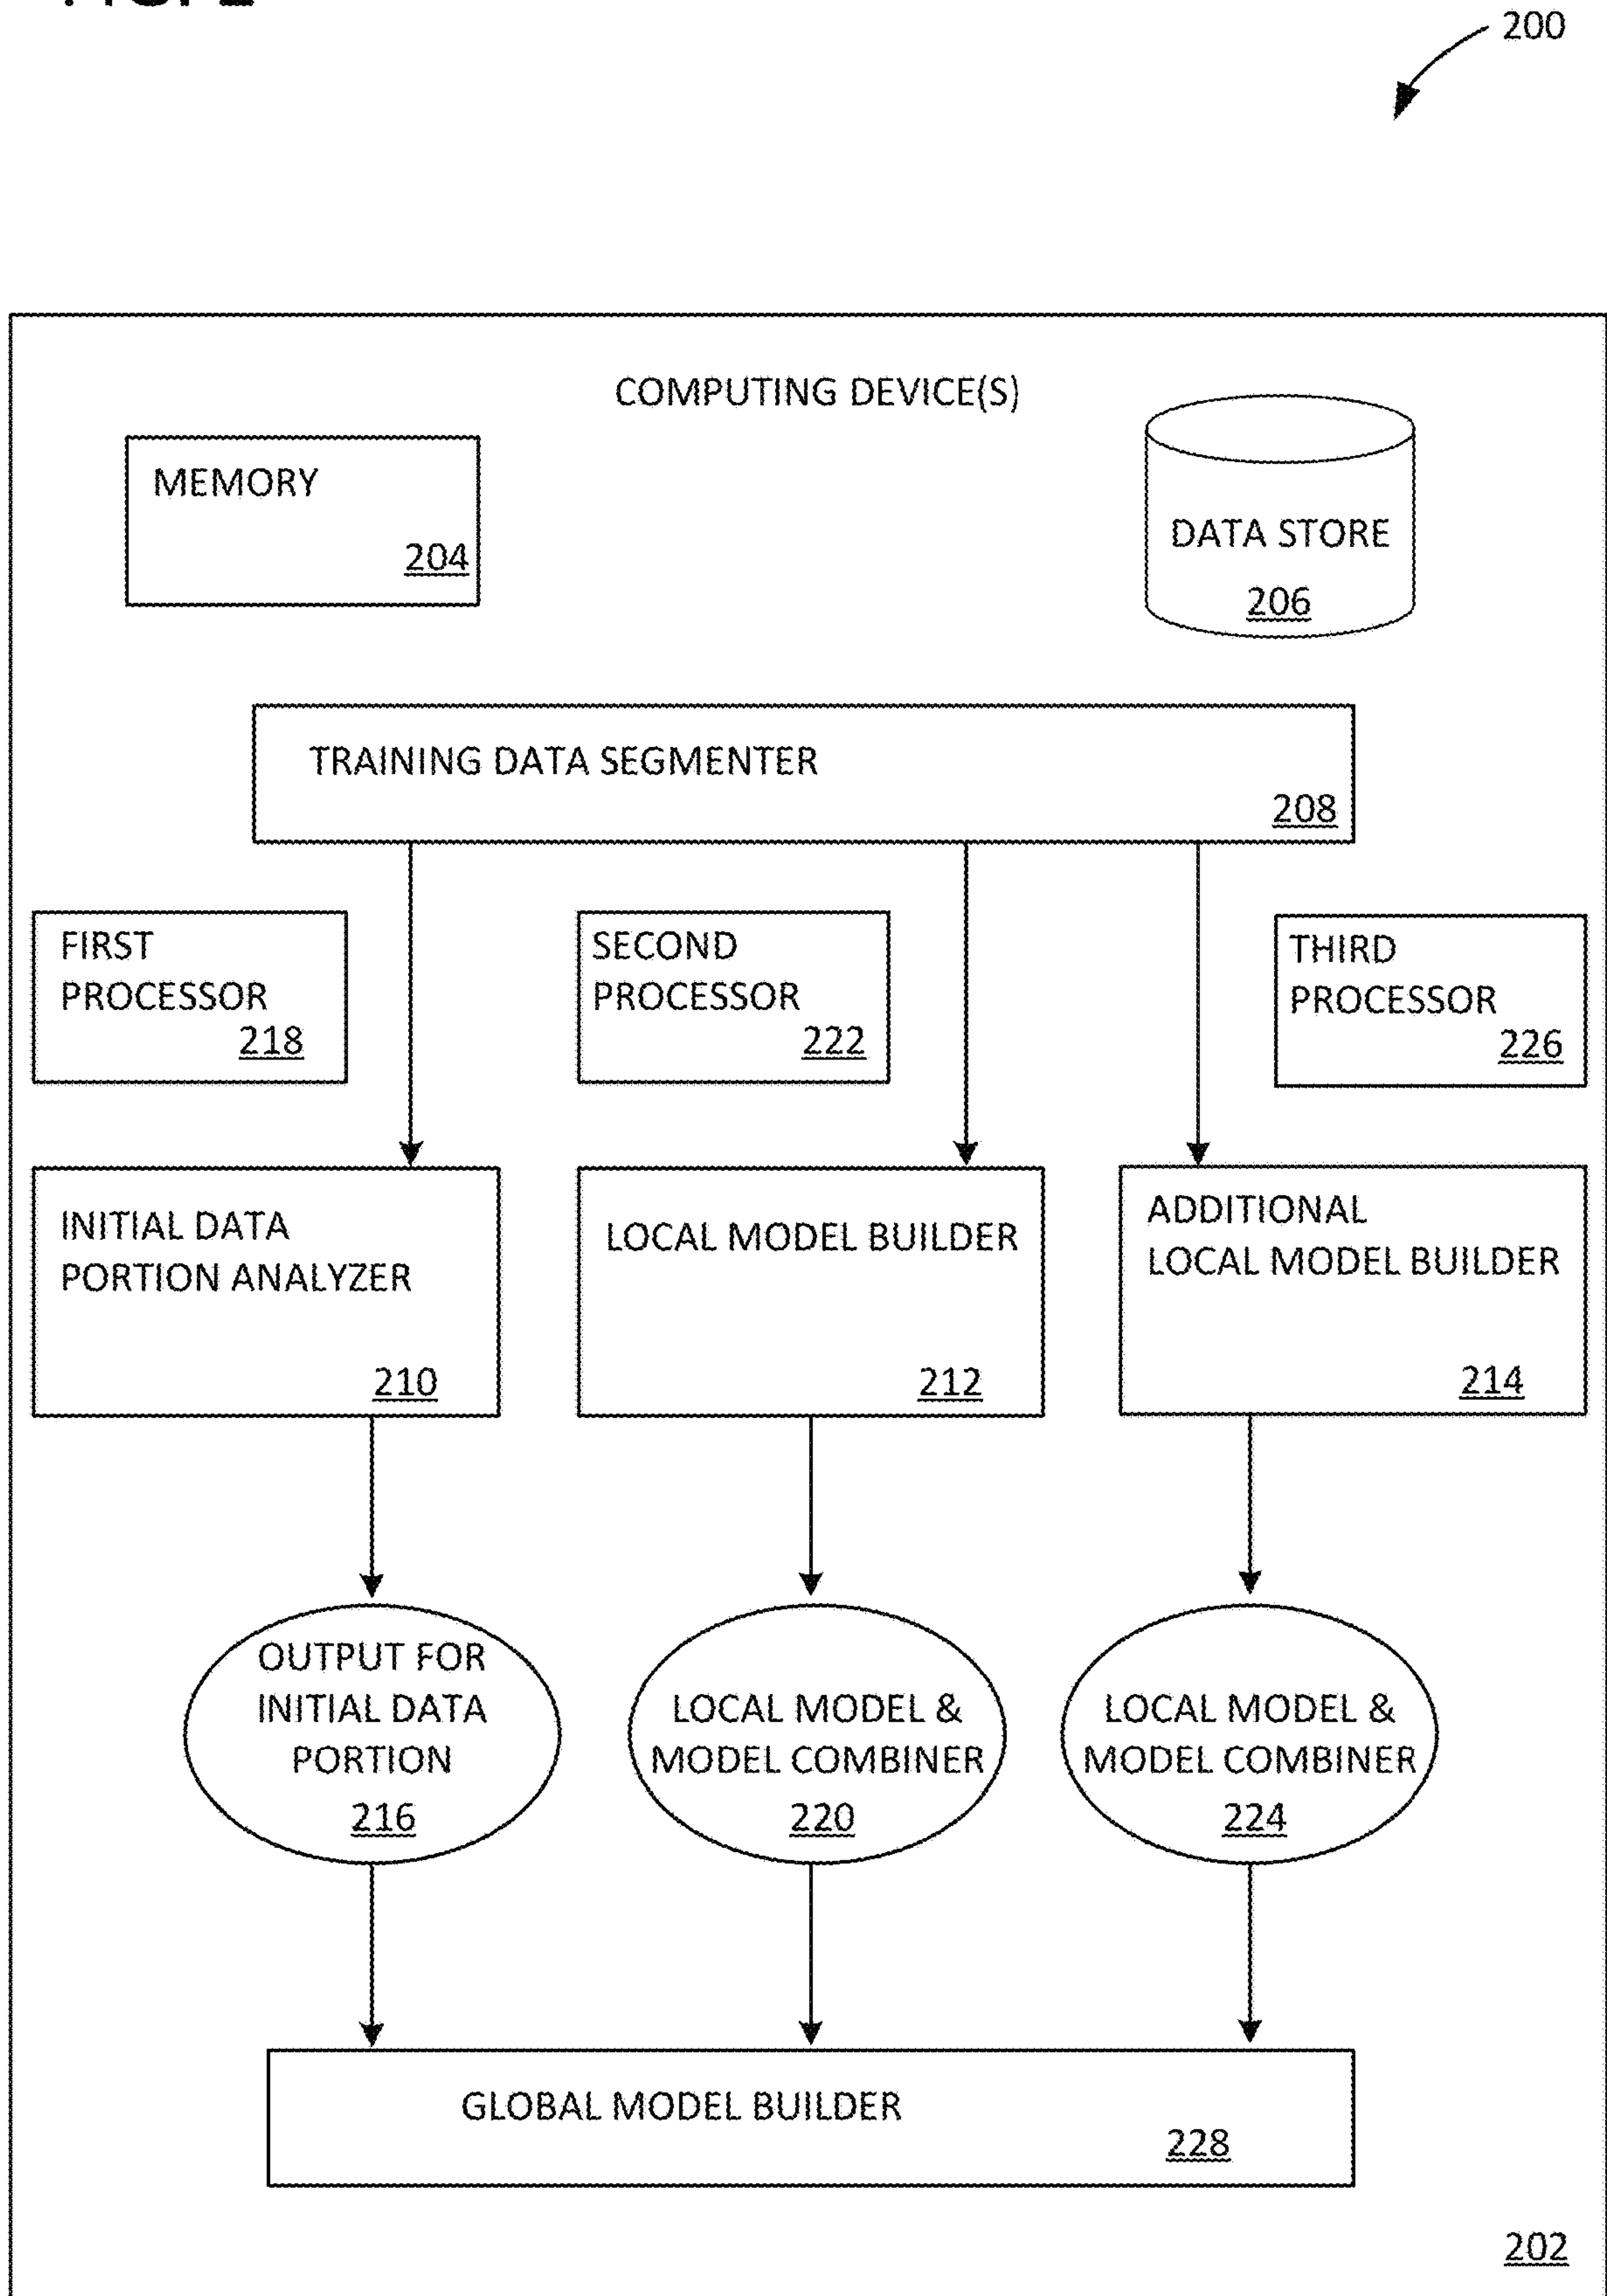 200
COMPUTING DEVICE(S)
MEMORY
204
DATA STORE
206
TRAINING DATA SEGMENTER
208
FIRST
PROCESSOR
218
SECOND
PROCESSOR
222
THIRD
PROCESSOR
226
INITIAL DATA
PORTION ANALYZER
210
LOCAL MODEL BUILDER
212
ADDITIONAL
LOCAL MODEL BUILDER
214
OUTPUT FOR
INITIAL DATA
PORTION
216
LOCAL MODEL &
MODEL COMBINER
220
LOCAL MODEL &
MODEL COMBINER
224
GLOBAL MODEL BUILDER
228
202